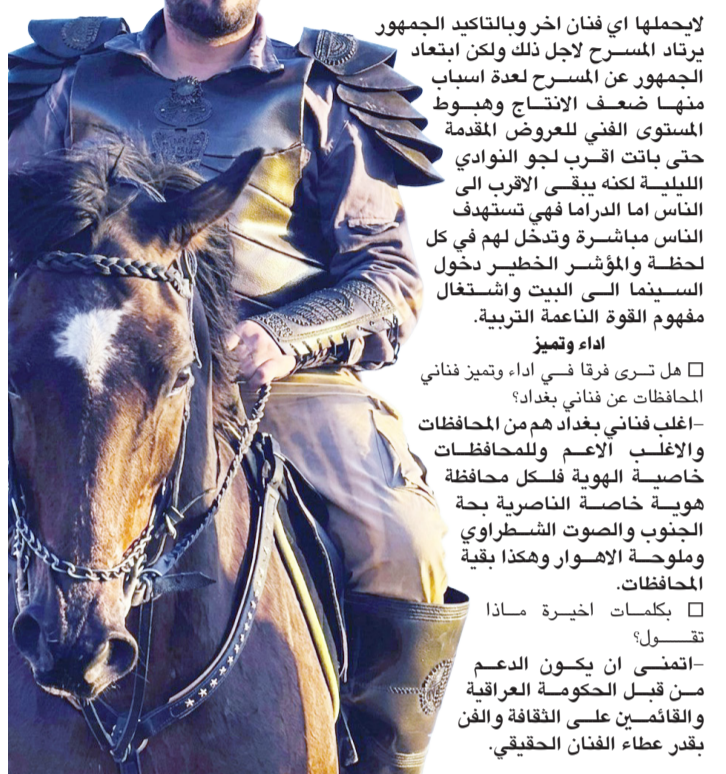 لايحملها اي فنان اخر وبالتاكيد الجمهور
يرتاد المسرح لاجل ذلك ولكن ابتعاد
الجمهور عن المسرح لعدة اسباب
منها ضعف الانتاج وهبوط
المستوى الفني للعروض المقدمة
حتى باتت اقرب لجو النوادي
الليلية لكنه يبقى الاقرب الى
الناس اما الدراما فهي تستهدف
الناس مباشرة وتدخل لهم في كل
لحظة والمؤشر الخطير دخول
السينما الى البيت واشتغال
مفهوم القوة الناعمة التربية.
اداء وتميز
□ هل ترى فرقا في اداء وتميز فناني
المحافظات عن فناني بغداد؟
–اغلب فناني بغداد هم من المحافظات
والاغلب الاعم وللمحافظات
خاصية الهوية فلكل محافظة
هوية خاصة الناصرية بحة
الجنوب والصوت الشطراوي
وملوحة الاهوار وهكذا بقية
المحافظات.
□ بكلمات اخيرة ماذا
تقول؟
–اتمنى ان يكون الدعم
من قبل الحكومة العراقية
والقائمين على الثقافة والفن
بقدر عطاء الفنان الحقيقي.